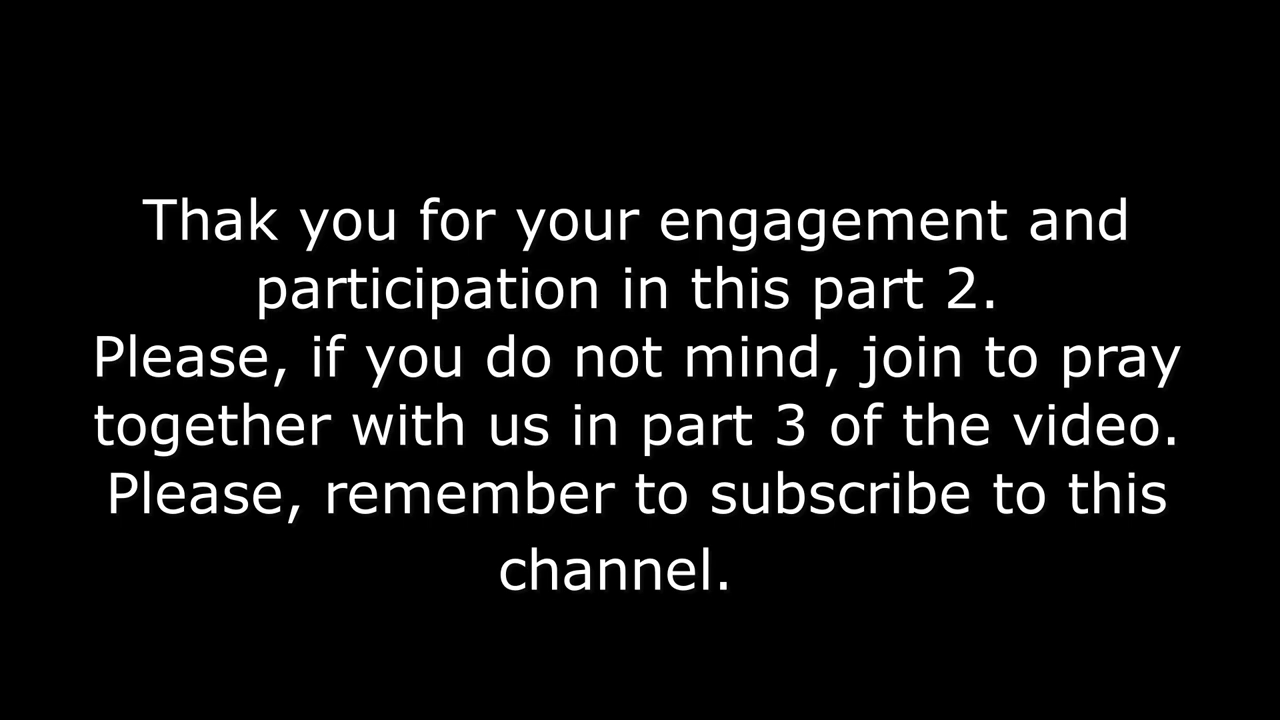 Thak you for your engagement and
participation in this part 2.
Please, if you do not mind, join to pray
together with us in part 3 of the video.
Please, remember to subscribe to this
channel.